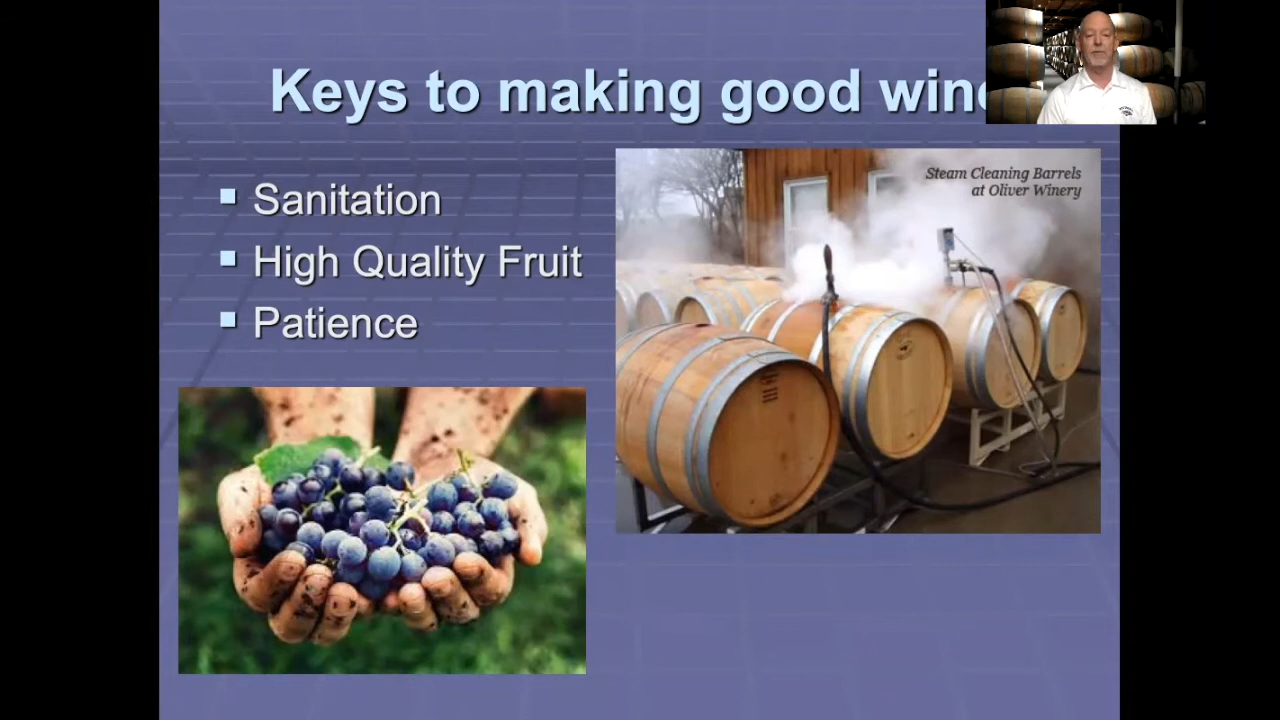 Keys to making good wine
Sanitation
High Quality Fruit
Patience
Steam Cleaning Barrels
at Oliver Winery